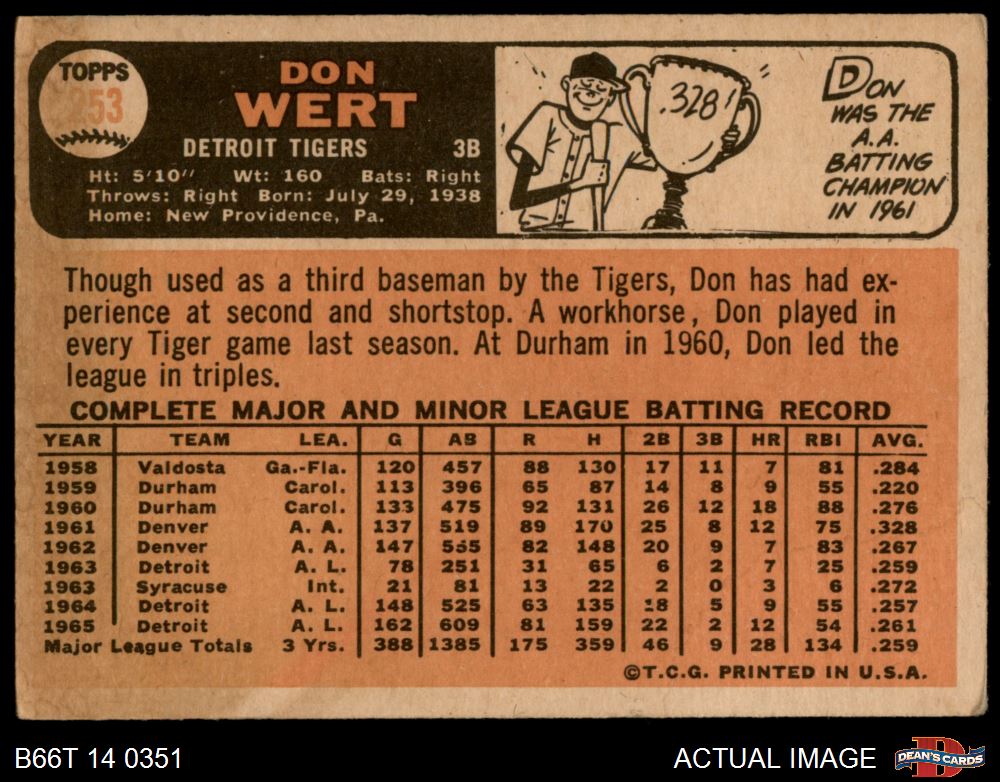 TOPPS
253
DON
WERT
DETROIT TIGERS 3B
Ht: 5'10" Wt: 160 Bats: Right
Throws: Right Born: July 29, 1938
Home: New Providence, Pa.
.328!
DON
WAS THE
A.A.
BATTING
CHAMPION
IN 1961
Though used as a third baseman by the Tigers, Don has had ex-
perience at second and shortstop. A workhorse, Don played in
every Tiger game last season. At Durham in 1960, Don led the
league in triples.
COMPLETE MAJOR AND MINOR LEAGUE BATTING RECORD
YEAR TEAM LEA. G AB R H 2B 3B HR RBI AVG.
1958 Valdosta Ga.-Fla. 120 457 88 130 17 11 7 81 .284
1959 Durham Carol. 113 396 65 87 14 8 9 55 .220
1960 Durham Carol. 133 475 92 131 26 12 18 88 .276
1961 Denver A. A. 137 519 89 170 25 8 12 75 .328
1962 Denver A. A. 147 555 82 148 20 9 7 83 .267
1963 Detroit A. L. 78 251 31 65 6 2 7 25 .259
1963 Syracuse Int. 21 81 13 22 2 0 3 6 .272
1964 Detroit A. L. 148 525 63 135 18 5 9 55 .257
1965 Detroit A. L. 162 609 81 159 22 2 12 54 .261
Major League Totals 3 Yrs. 388 1385 175 359 46 9 28 134 .259
©T.C.G. PRINTED IN U.S.A.
B66T 14 0351
ACTUAL IMAGE
D
DEAN'S CARDS